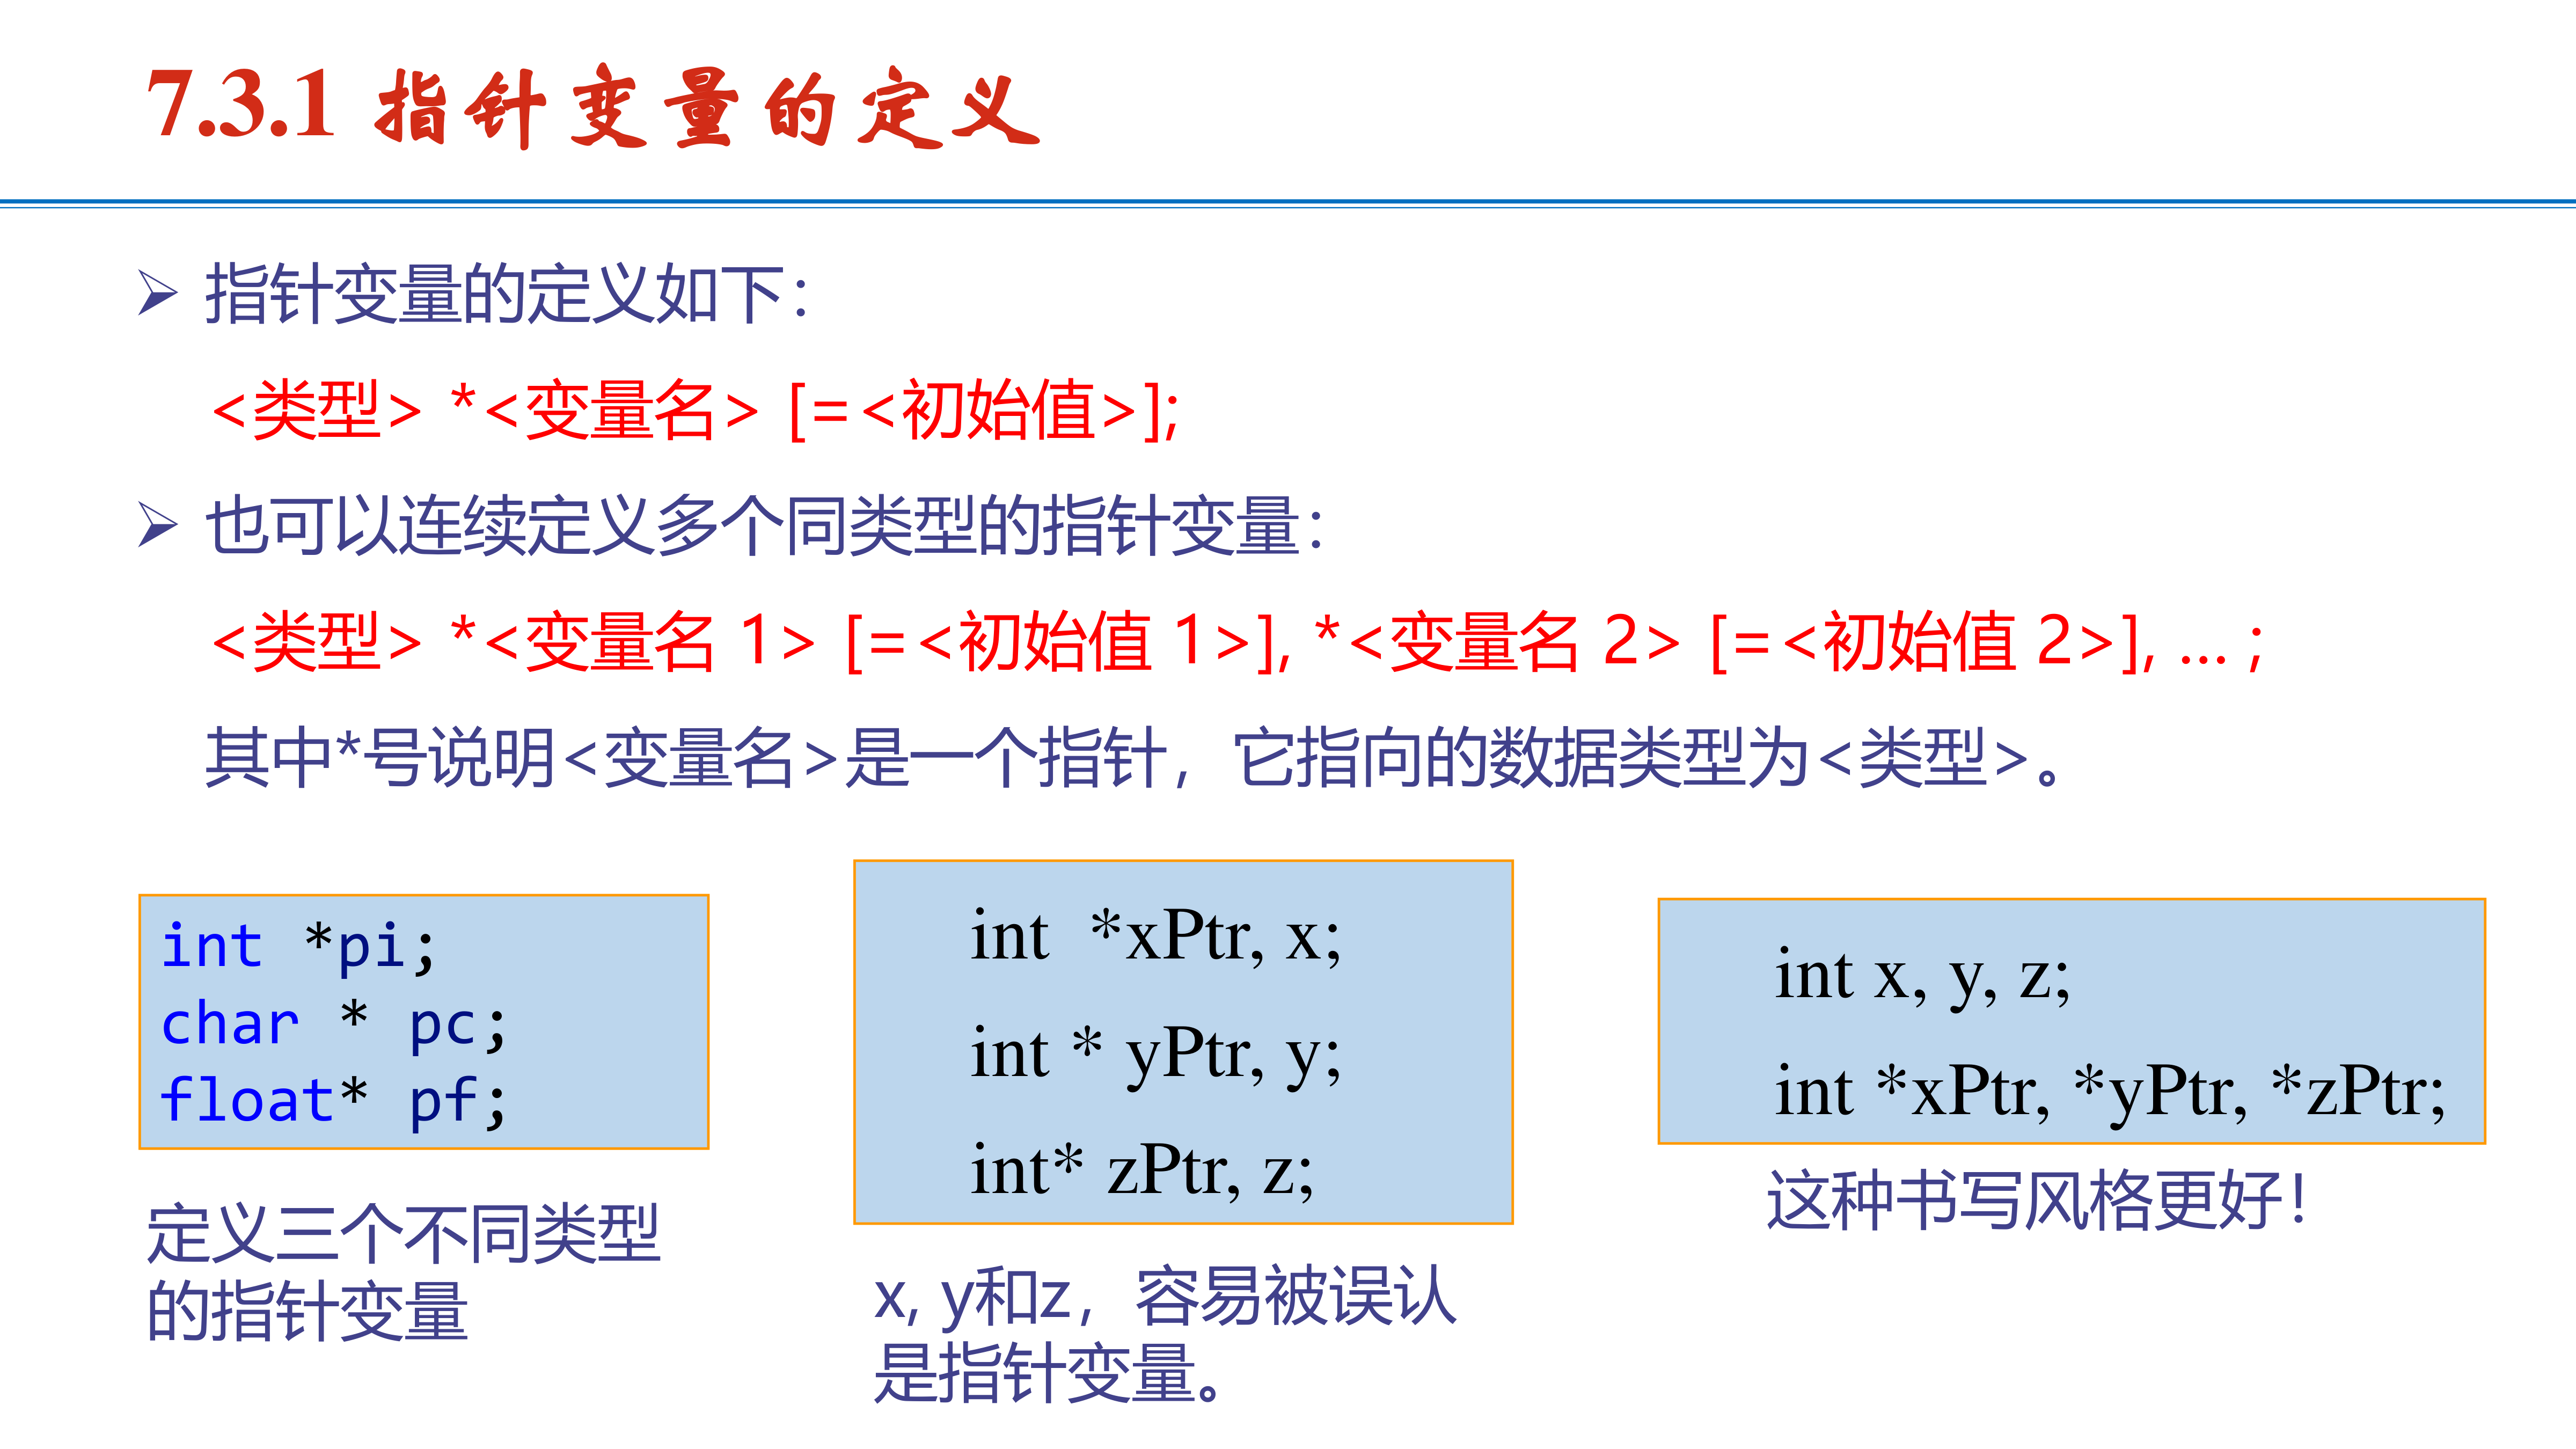 7.3.1 指针变量的定义
指针变量的定义如下：
<类型> *<变量名> [=<初始值>];
也可以连续定义多个同类型的指针变量：
<类型> *<变量名 1> [=<初始值 1>], *<变量名 2> [=<初始值 2>], … ;
其中*号说明<变量名>是一个指针，它指向的数据类型为<类型>。
int *pi;
char * pc;
float* pf;
定义三个不同类型
的指针变量
int  *xPtr, x;
int * yPtr, y;
int* zPtr, z;
x, y和z，容易被误认
是指针变量。
int x, y, z;
int *xPtr, *yPtr, *zPtr;
这种书写风格更好！